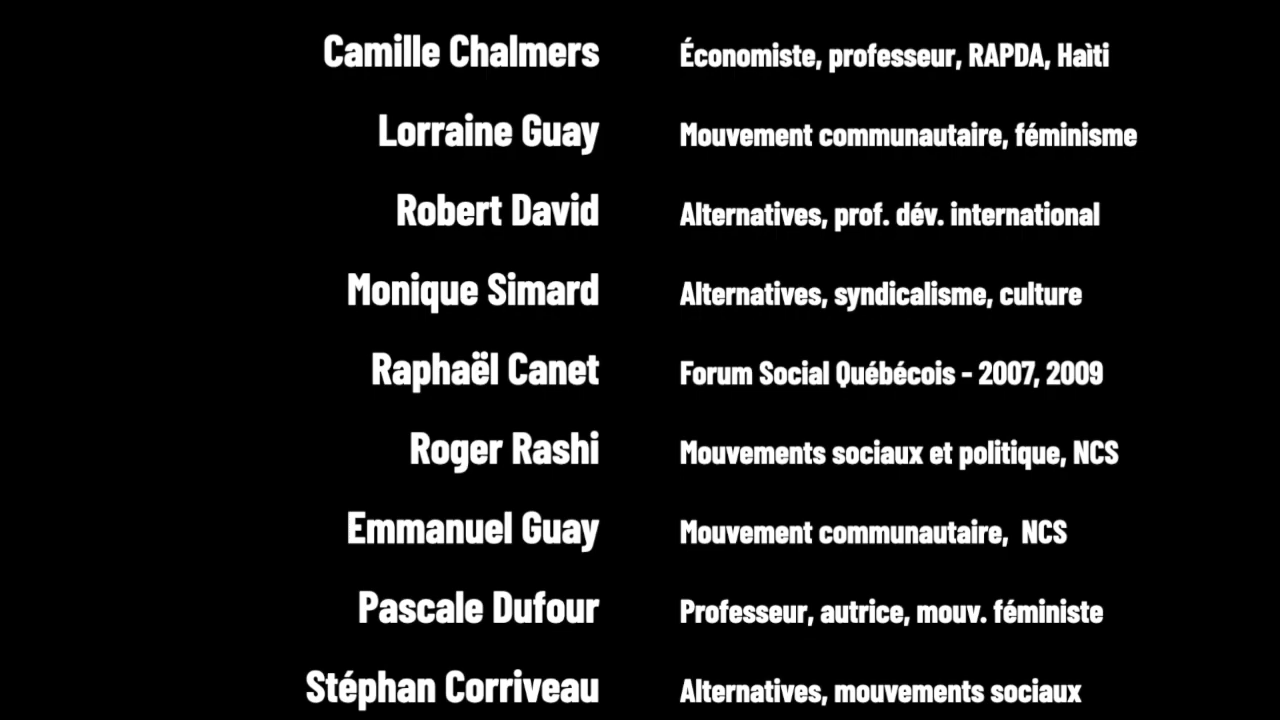 Camille Chalmers Économiste, professeur, RAPDA, Haìti
Lorraine Guay Mouvement communautaire, féminisme
Robert David Alternatives, prof. dév. international
Monique Simard Alternatives, syndicalisme, culture
Raphaël Canet Forum Social Québécois - 2007, 2009
Roger Rashi Mouvements sociaux et politique, NCS
Emmanuel Guay Mouvement communautaire, NCS
Pascale Dufour Professeur, autrice, mouv. féministe
Stéphan Corriveau Alternatives, mouvements sociaux